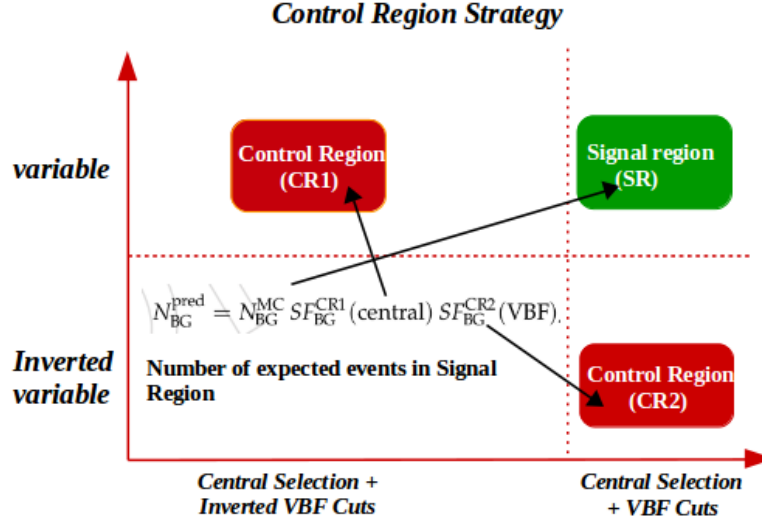 Control Region Strategy
variable
Control Region
(CR1)
Signal region
(SR)
N_BG^pred = N_BG^MC SF_BG^CR1(central) SF_BG^CR2(VBF).
Inverted
variable
Number of expected events in Signal
Region
Control Region
(CR2)
Central Selection +
Inverted VBF Cuts
Central Selection
+ VBF Cuts